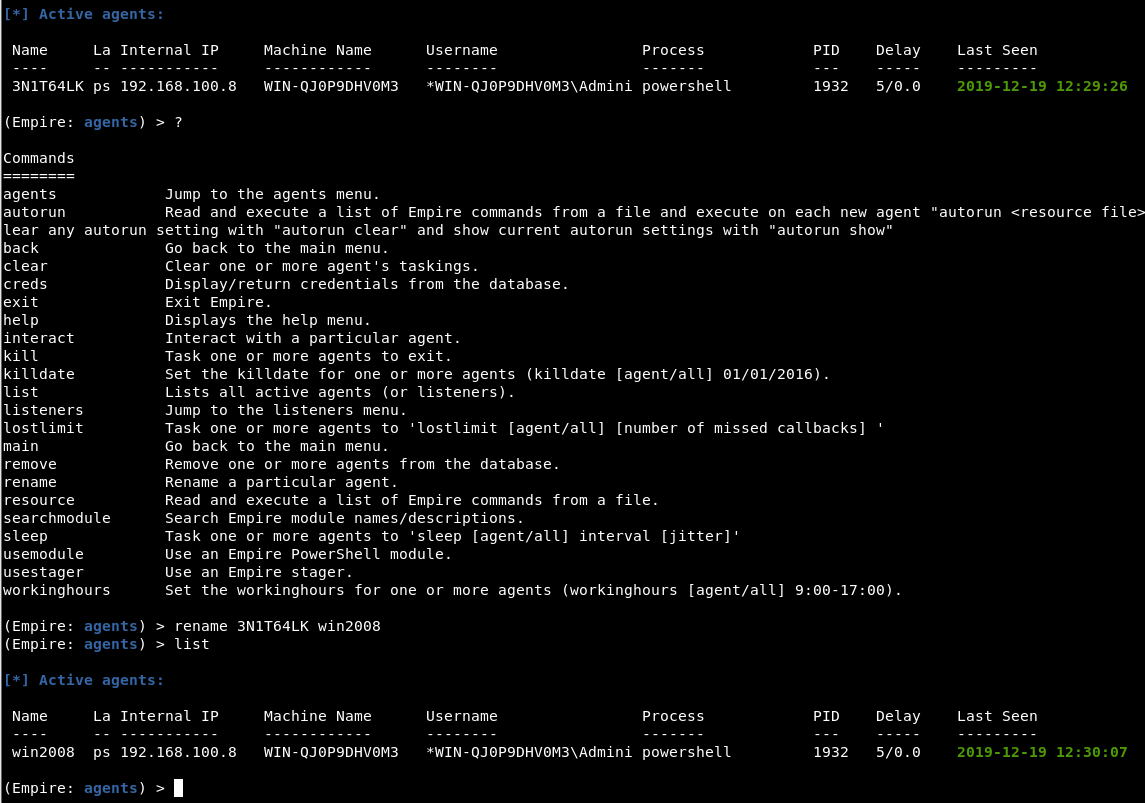 [*] Active agents:
Name La Internal IP Machine Name Username Process PID Delay Last Seen
---- -- ----------- ------------ -------- ------- --- ----- ---------
3N1T64LK ps 192.168.100.8 WIN-QJ0P9DHV0M3 *WIN-QJ0P9DHV0M3\Admini powershell 1932 5/0.0 2019-12-19 12:29:26
(Empire: agents) > ?
Commands
========
agents Jump to the agents menu.
autorun Read and execute a list of Empire commands from a file and execute on each new agent "autorun <resource file>
lear any autorun setting with "autorun clear" and show current autorun settings with "autorun show"
back Go back to the main menu.
clear Clear one or more agent's taskings.
creds Display/return credentials from the database.
exit Exit Empire.
help Displays the help menu.
interact Interact with a particular agent.
kill Task one or more agents to exit.
killdate Set the killdate for one or more agents (killdate [agent/all] 01/01/2016).
list Lists all active agents (or listeners).
listeners Jump to the listeners menu.
lostlimit Task one or more agents to 'lostlimit [agent/all] [number of missed callbacks] '
main Go back to the main menu.
remove Remove one or more agents from the database.
rename Rename a particular agent.
resource Read and execute a list of Empire commands from a file.
searchmodule Search Empire module names/descriptions.
sleep Task one or more agents to 'sleep [agent/all] interval [jitter]'
usemodule Use an Empire PowerShell module.
usestager Use an Empire stager.
workinghours Set the workinghours for one or more agents (workinghours [agent/all] 9:00-17:00).
(Empire: agents) > rename 3N1T64LK win2008
(Empire: agents) > list
[*] Active agents:
Name La Internal IP Machine Name Username Process PID Delay Last Seen
---- -- ----------- ------------ -------- ------- --- ----- ---------
win2008 ps 192.168.100.8 WIN-QJ0P9DHV0M3 *WIN-QJ0P9DHV0M3\Admini powershell 1932 5/0.0 2019-12-19 12:30:07
(Empire: agents) >